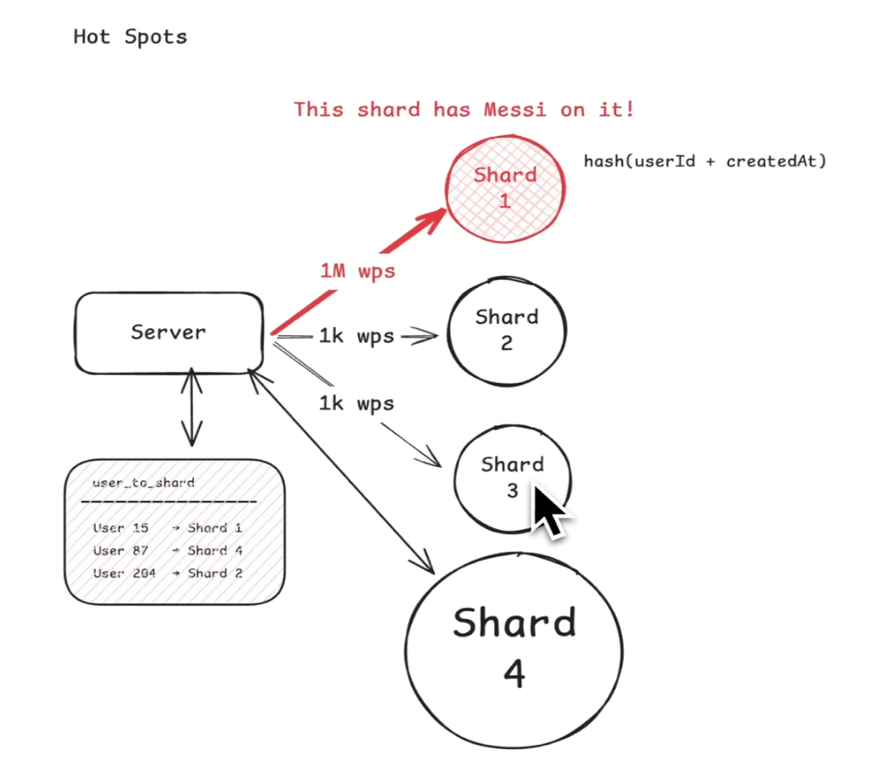 Hot Spots
This shard has Messi on it!
Shard
1
hash(userId + createdAt)
1M wps
Server
1k wps
Shard
2
1k wps
Shard
3
user_to_shard
User 15 → Shard 1
User 87 → Shard 4
User 204 → Shard 2
Shard
4